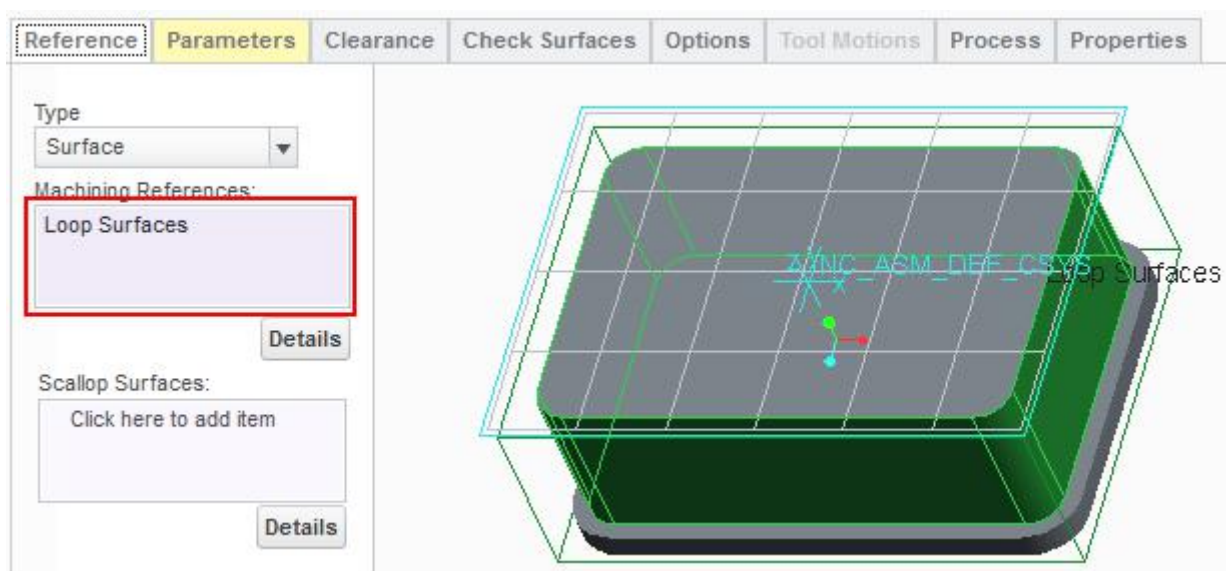 Reference Parameters Clearance Check Surfaces Options Tool Motions Process Properties
Type
Surface
Machining References:
Loop Surfaces
Details
Scallop Surfaces:
Click here to add item
Details
Loop Surfaces